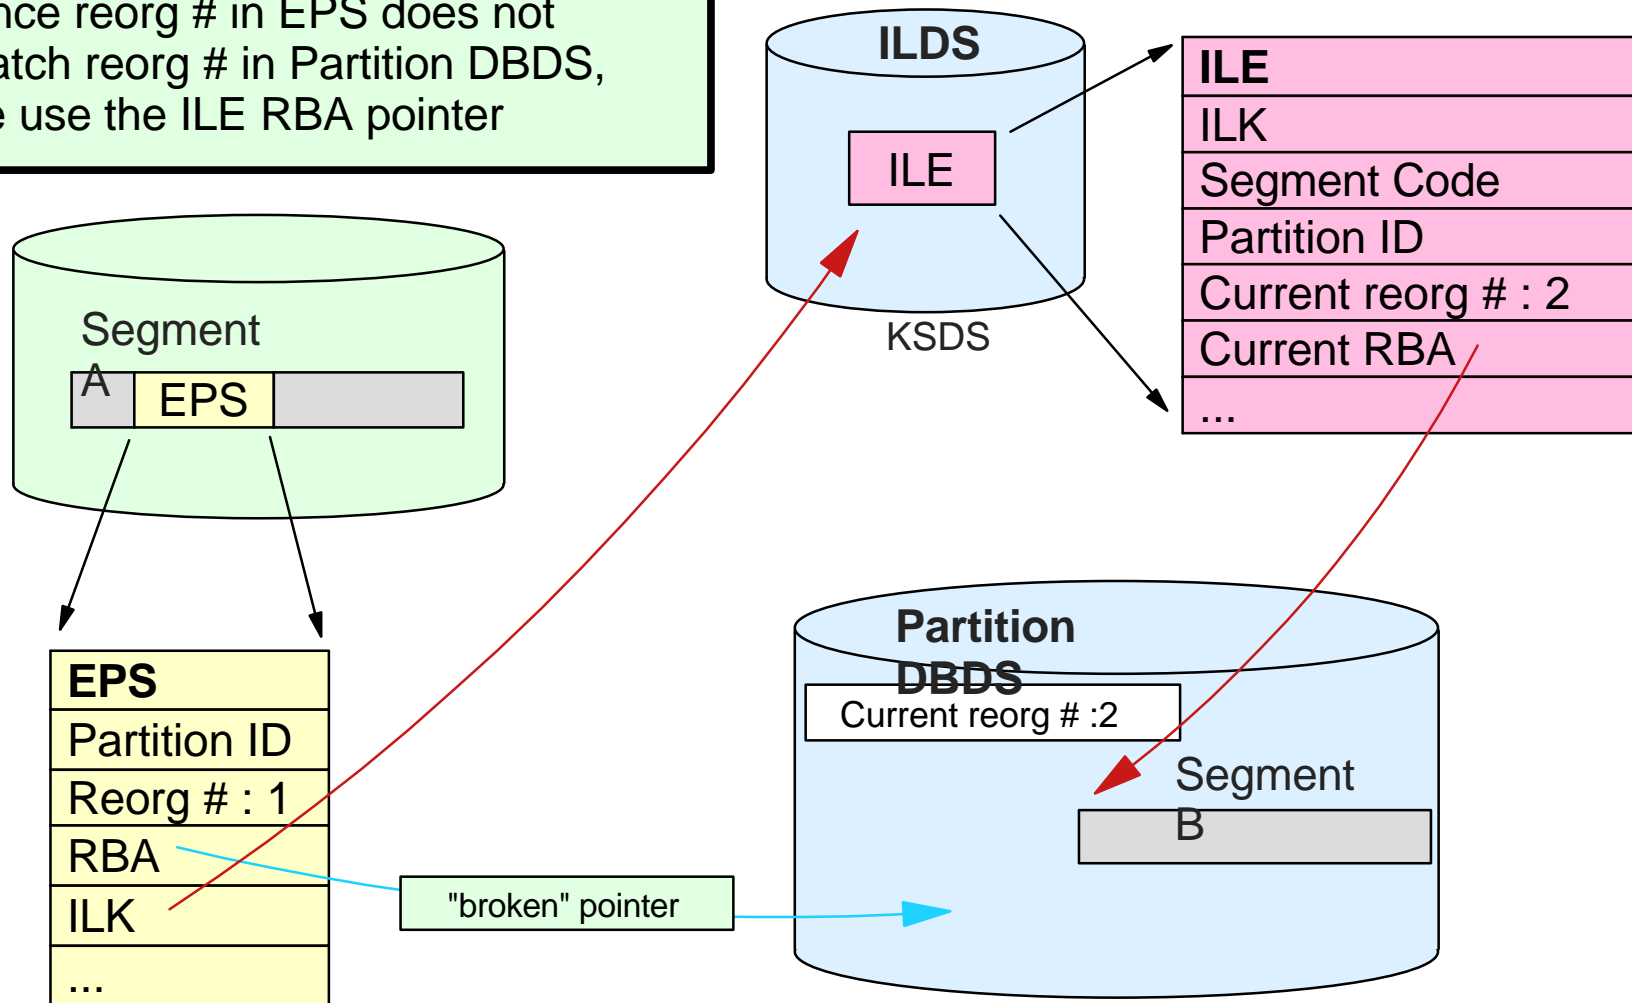 reorg # in EPS does not
reorg # in Partition DBDS,
use the ILE RBA pointer
ILDS
ILE
KSDS
ILE
ILK
Segment Code
Partition ID
Current reorg # : 2
Current RBA
...
Segment
A
EPS
EPS
Partition ID
Reorg # : 1
RBA
ILK
...
"broken" pointer
Partition
DBDS
Current reorg # :2
Segment
B